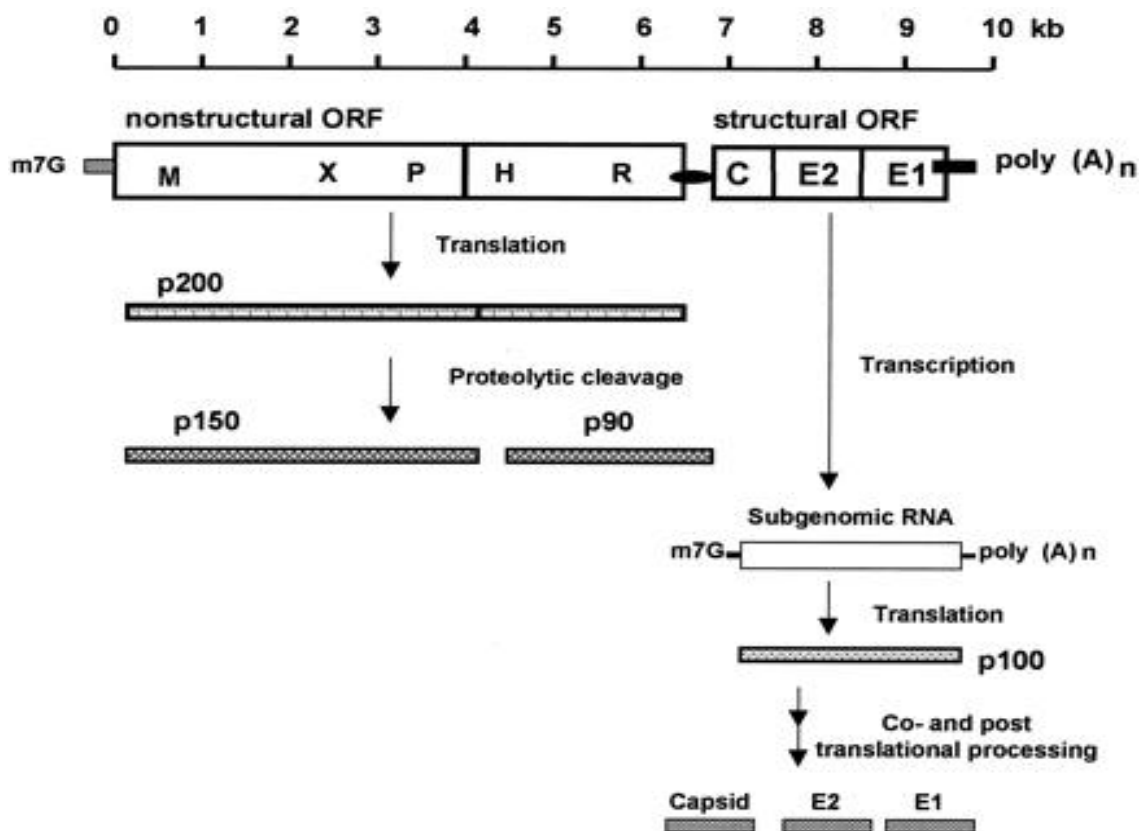 0 1 2 3 4 5 6 7 8 9 10 kb
nonstructural ORF structural ORF
m7G M X P H R C E2 E1 poly (A)n
Translation
p200
Transcription
Proteolytic cleavage
p150 p90
Subgenomic RNA
m7G poly (A)n
Translation
p100
Co- and post
translational processing
Capsid E2 E1